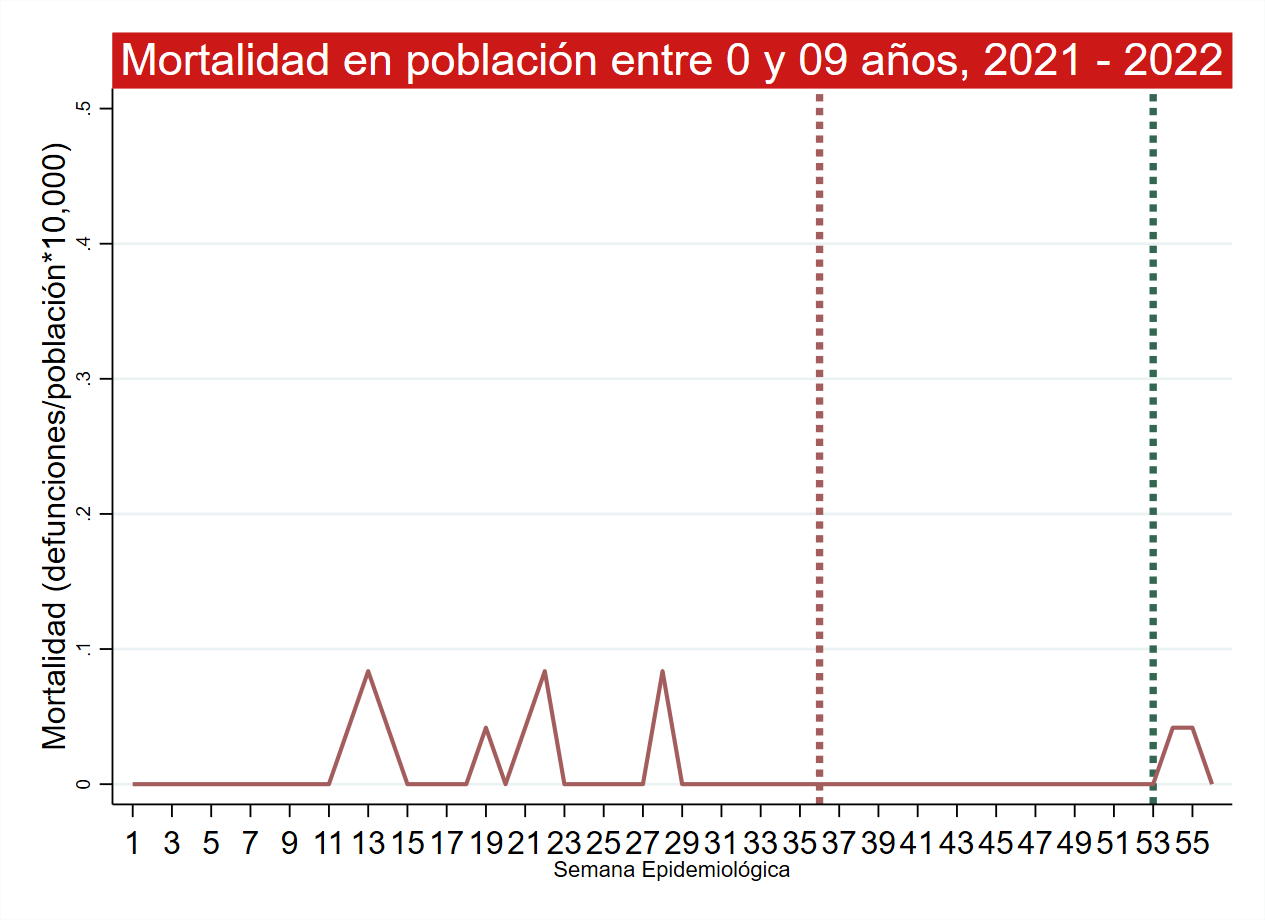 Mortalidad en población entre 0 y 09 años, 2021 - 2022
Mortalidad (defunciones/población*10,000)
.5
.4
.3
.2
.1
0
1 3 5 7 9 11 13 15 17 19 21 23 25 27 29 31 33 35 37 39 41 43 45 47 49 51 53 55
Semana Epidemiológica